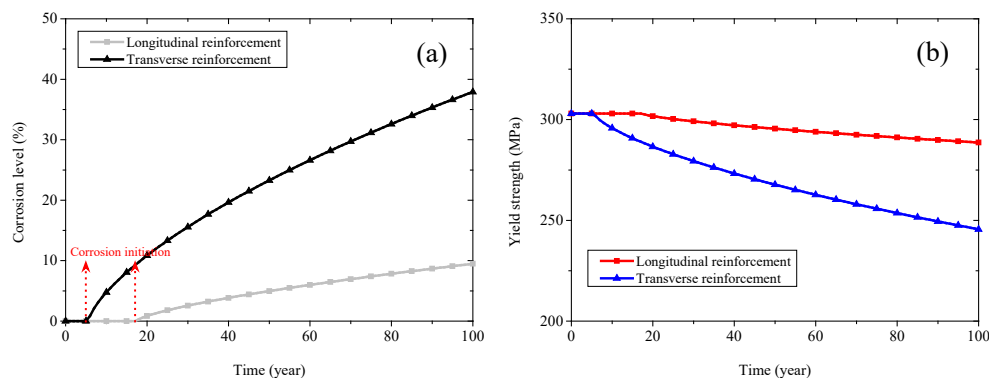 50
40
30
20
10
0
Corrosion level (%)
Longitudinal reinforcement
Transverse reinforcement
(a)
Corrosion initiation
0 20 40 60 80 100
Time (year)
350
300
250
200
Yield strength (MPa)
(b)
Longitudinal reinforcement
Transverse reinforcement
0 20 40 60 80 100
Time (year)